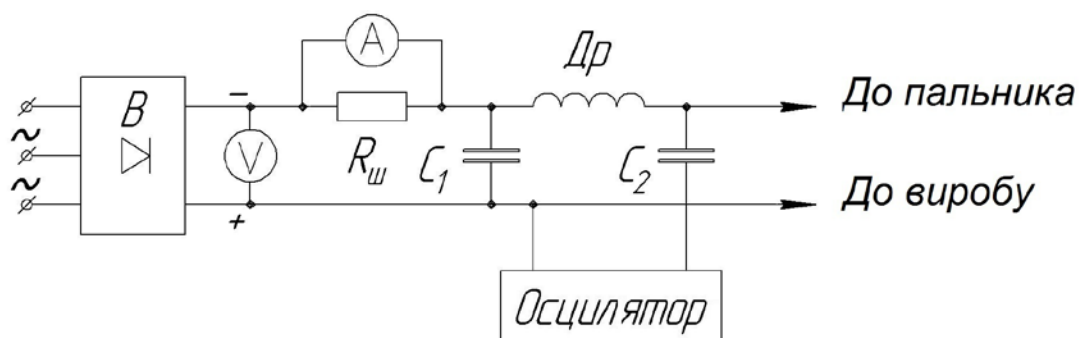 A
Др
До пальника
~
B
−
V
Rш
C1
C2
~
+
До виробу
Осцилятор